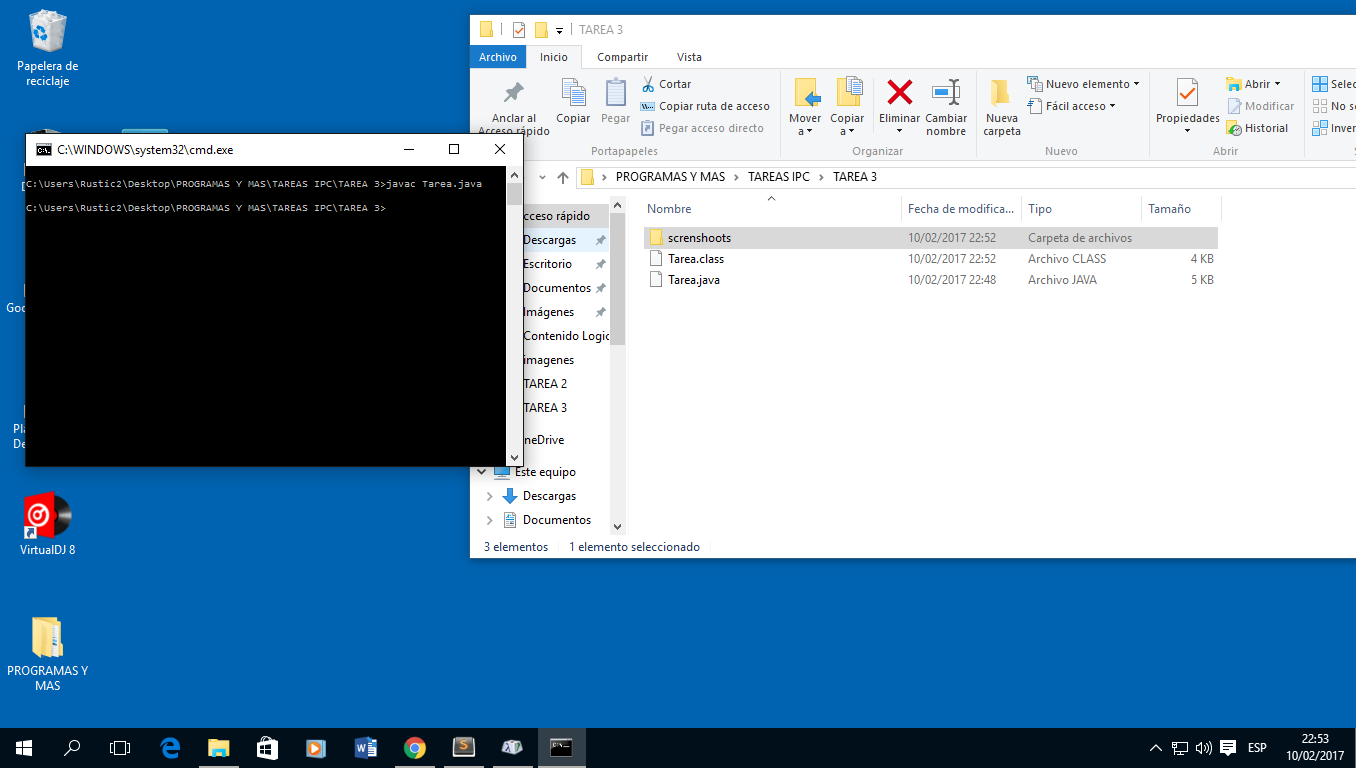 Papelera de
reciclaje
VirtualDJ 8
PROGRAMAS Y
MAS
C:\WINDOWS\system32\cmd.exe
C:\Users\Rustic2\Desktop\PROGRAMAS Y MAS\TAREAS IPC\TAREA 3>javac Tarea.java
C:\Users\Rustic2\Desktop\PROGRAMAS Y MAS\TAREAS IPC\TAREA 3>
TAREA 3
Archivo Inicio Compartir Vista
Anclar al
Acceso rápido
Copiar
Pegar
Cortar
Copiar ruta de acceso
Pegar acceso directo
Portapapeles
Mover
a
Copiar
a
Eliminar
Cambiar
nombre
Organizar
Nueva
carpeta
Nuevo elemento
Fácil acceso
Nuevo
Propiedades
Abrir
Modificar
Historial
Abrir
Selec
No se
Inver
PROGRAMAS Y MAS > TAREAS IPC > TAREA 3
cceso rápido
Descargas
Escritorio
Documentos
Imágenes
Contenido Logic
imagenes
TAREA 2
TAREA 3
neDrive
Este equipo
Descargas
Documentos
Nombre Fecha de modifica... Tipo Tamaño
screnshoots 10/02/2017 22:52 Carpeta de archivos
Tarea.class 10/02/2017 22:52 Archivo CLASS 4 KB
Tarea.java 10/02/2017 22:48 Archivo JAVA 5 KB
3 elementos 1 elemento seleccionado
ESP
22:53
10/02/2017